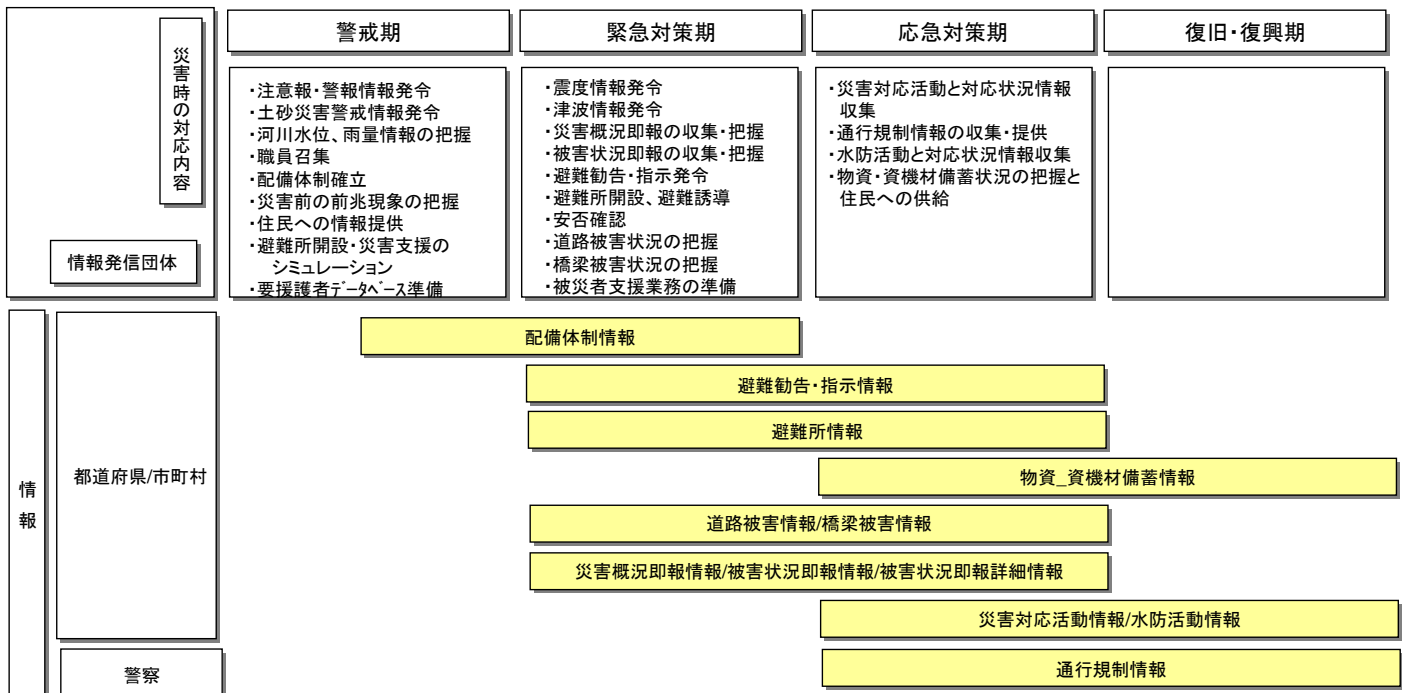 災害時の対応内容
情報発信団体
警戒期
緊急対策期
応急対策期
復旧・復興期
・注意報・警報情報発令
・土砂災害警戒情報発令
・河川水位、雨量情報の把握
・職員召集
・配備体制確立
・災害前の前兆現象の把握
・住民への情報提供
・避難所開設・災害支援の
シミュレーション
・要援護者データベース準備
・震度情報発令
・津波情報発令
・災害概況即報の収集・把握
・被害状況即報の収集・把握
・避難勧告・指示発令
・避難所開設、避難誘導
・安否確認
・道路被害状況の把握
・橋梁被害状況の把握
・被災者支援業務の準備
・災害対応活動と対応状況情報
収集
・通行規制情報の収集・提供
・水防活動と対応状況情報収集
・物資・資機材備蓄状況の把握と
住民への供給
情報
都道府県/市町村
警察
配備体制情報
避難勧告・指示情報
避難所情報
物資_資機材備蓄情報
道路被害情報/橋梁被害情報
災害概況即報情報/被害状況即報情報/被害状況即報詳細情報
災害対応活動情報/水防活動情報
通行規制情報